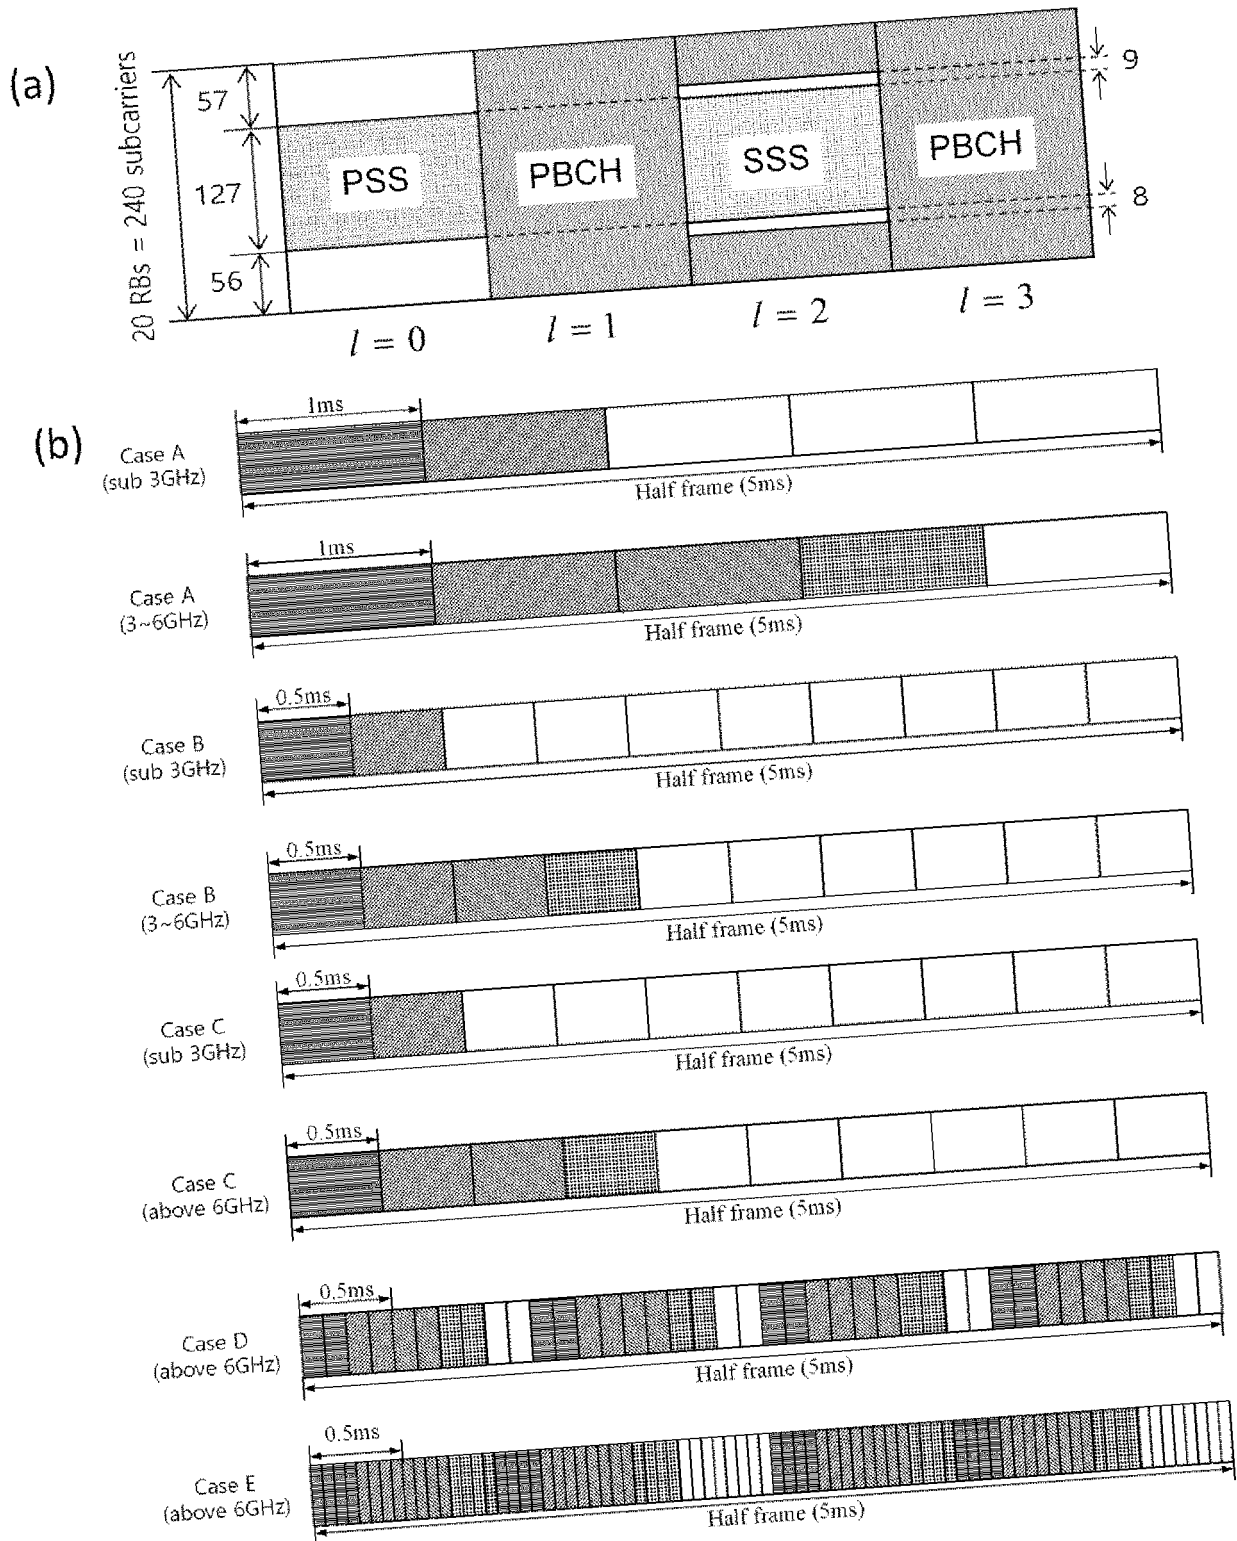 (a)
20 RBs = 240 subcarriers
57
127
56
PSS
PBCH
SSS
PBCH
9
8
l = 0
l = 1
l = 2
l = 3
(b)
1ms
Case A
(sub 3GHz)
Half frame (5ms)
1ms
Case A
(3~6GHz)
Half frame (5ms)
0.5ms
Case B
(sub 3GHz)
Half frame (5ms)
0.5ms
Case B
(3~6GHz)
Half frame (5ms)
0.5ms
Case C
(sub 3GHz)
Half frame (5ms)
0.5ms
Case C
(above 6GHz)
Half frame (5ms)
0.5ms
Case D
(above 6GHz)
Half frame (5ms)
0.5ms
Case E
(above 6GHz)
Half frame (5ms)